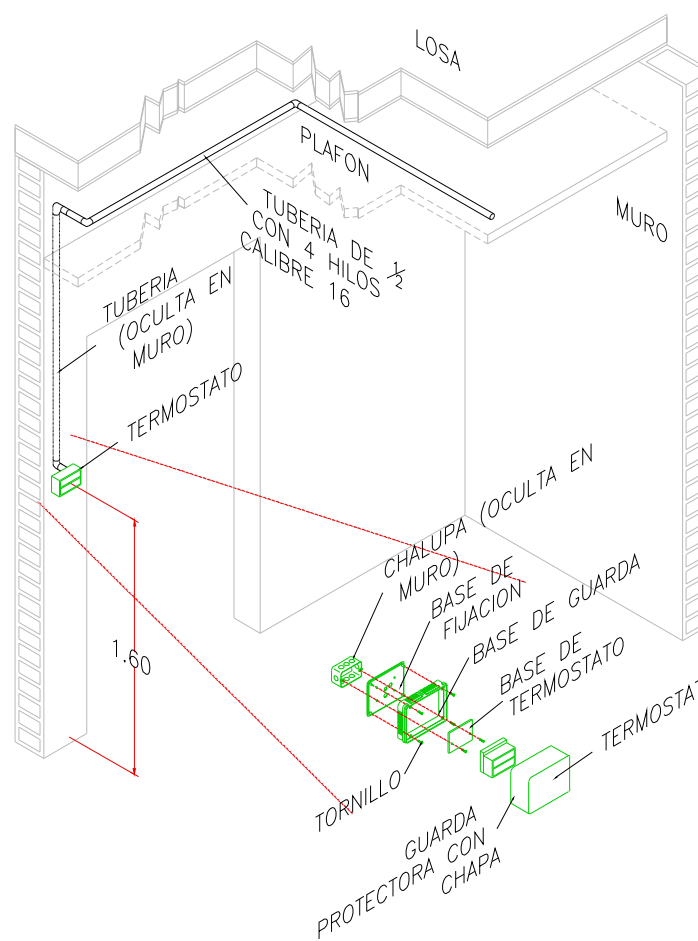 LOSA
PLAFON
MURO
TUBERIA DE 1/2
CON 4 HILOS
CALIBRE 16
TUBERIA
(OCULTA EN
MURO)
TERMOSTATO
1.60
CHALUPA (OCULTA EN
MURO)
BASE DE
FIJACION
BASE DE GUARDA
BASE DE
TERMOSTATO
TERMOSTAT
TORNILLO
GUARDA
PROTECTORA CON
CHAPA